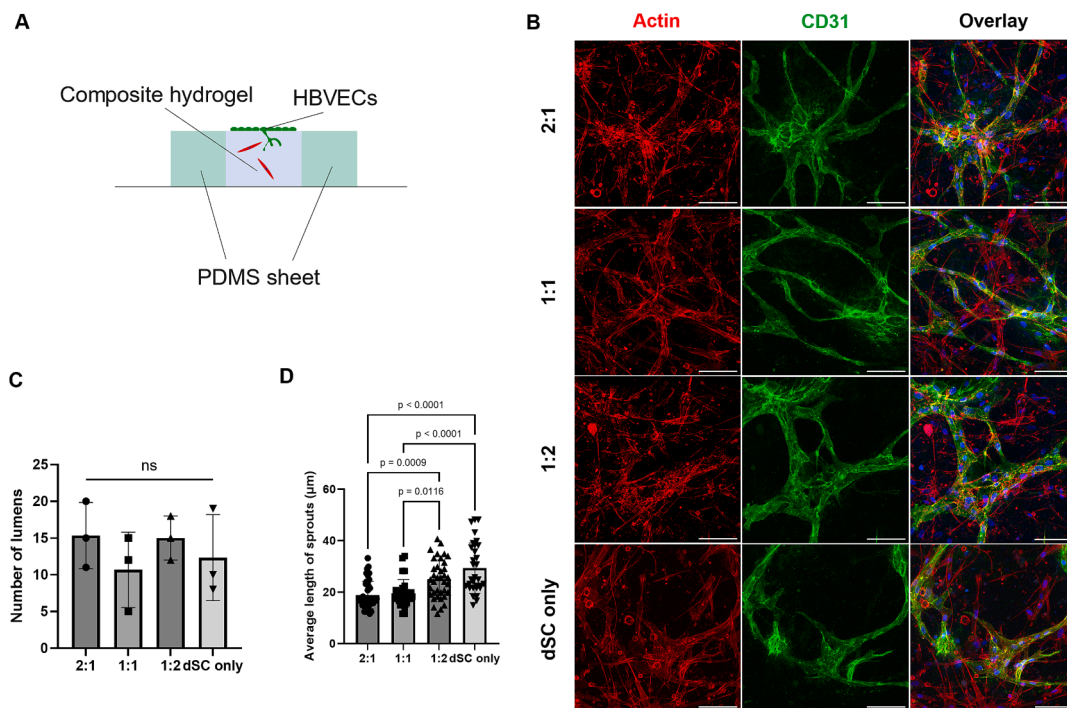 A
Composite hydrogel
HBVECs
PDMS sheet
B
Actin
CD31
Overlay
2:1
1:1
1:2
dSC only
C
Number of lumens
25
20
15
10
5
0
ns
2:1
1:1
1:2
dSC only
D
Average length of sprouts (μm)
60
40
20
0
p < 0.0001
p < 0.0001
p = 0.0009
p = 0.0116
2:1
1:1
1:2
dSC only